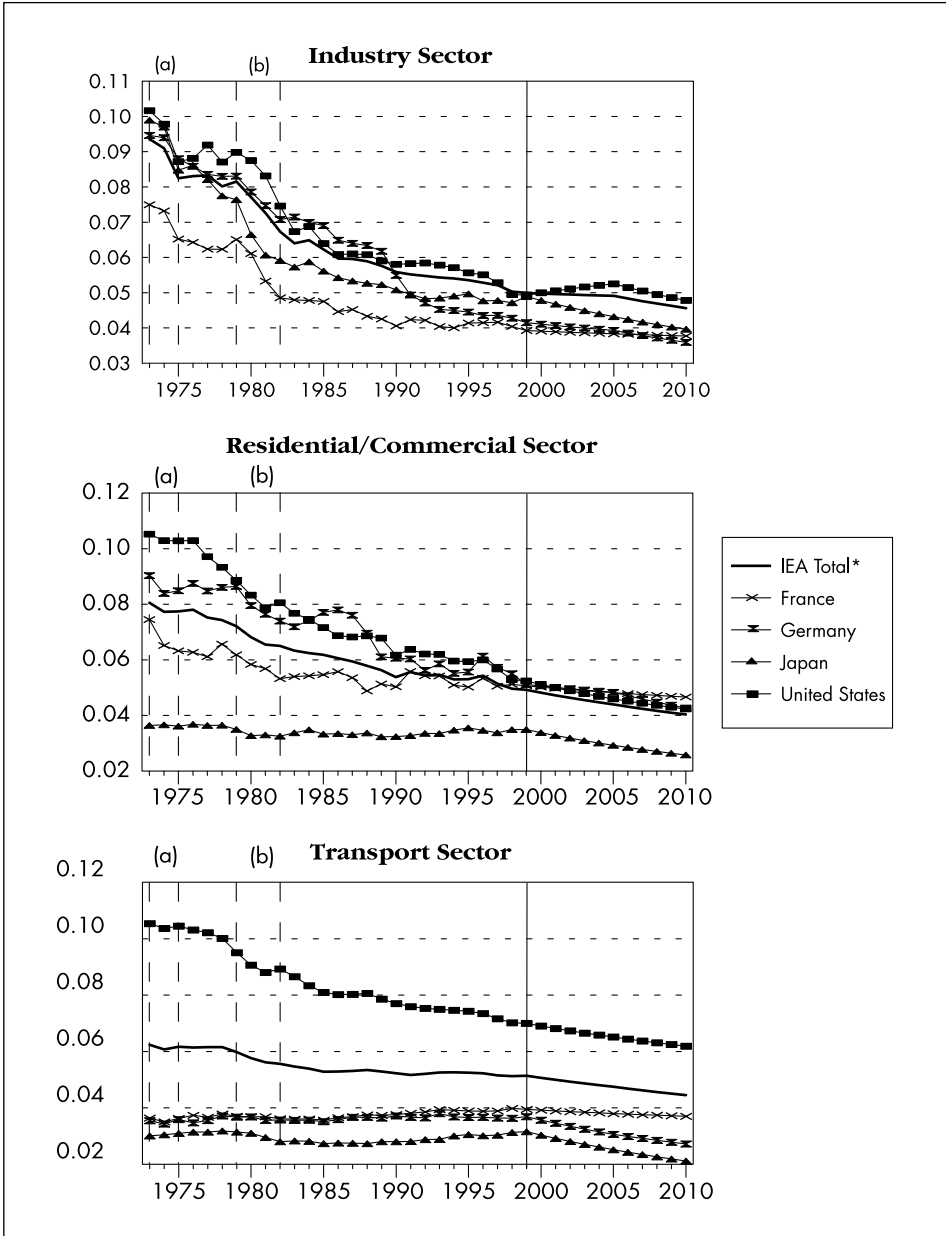 Industry Sector
(a) (b)
0.11
0.10
0.09
0.08
0.07
0.06
0.05
0.04
0.03
1975 1980 1985 1990 1995 2000 2005 2010
Residential/Commercial Sector
(a) (b)
0.12
0.10
0.08
0.06
0.04
0.02
1975 1980 1985 1990 1995 2000 2005 2010
IEA Total*
France
Germany
Japan
United States
Transport Sector
(a) (b)
0.12
0.10
0.08
0.06
0.04
0.02
1975 1980 1985 1990 1995 2000 2005 2010